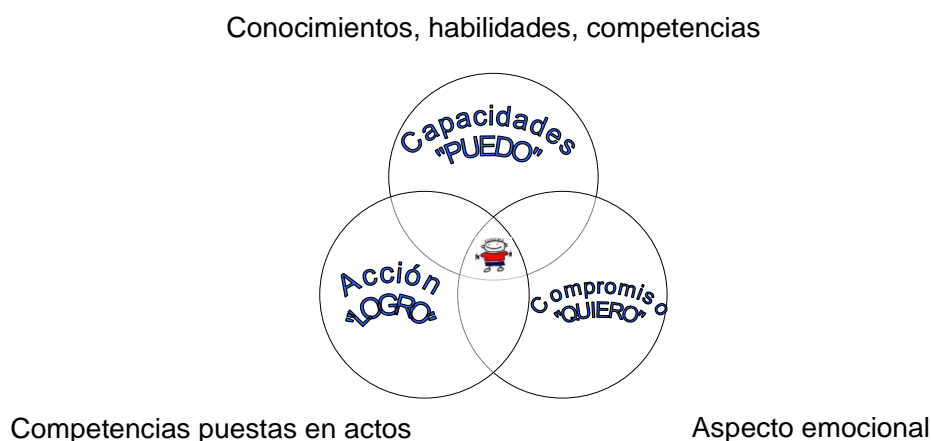 Conocimientos, habilidades, competencias
Capacidades
"PUEDO"
Acción
"LOGRO"
Compromiso
"QUIERO"
Competencias puestas en actos
Aspecto emocional